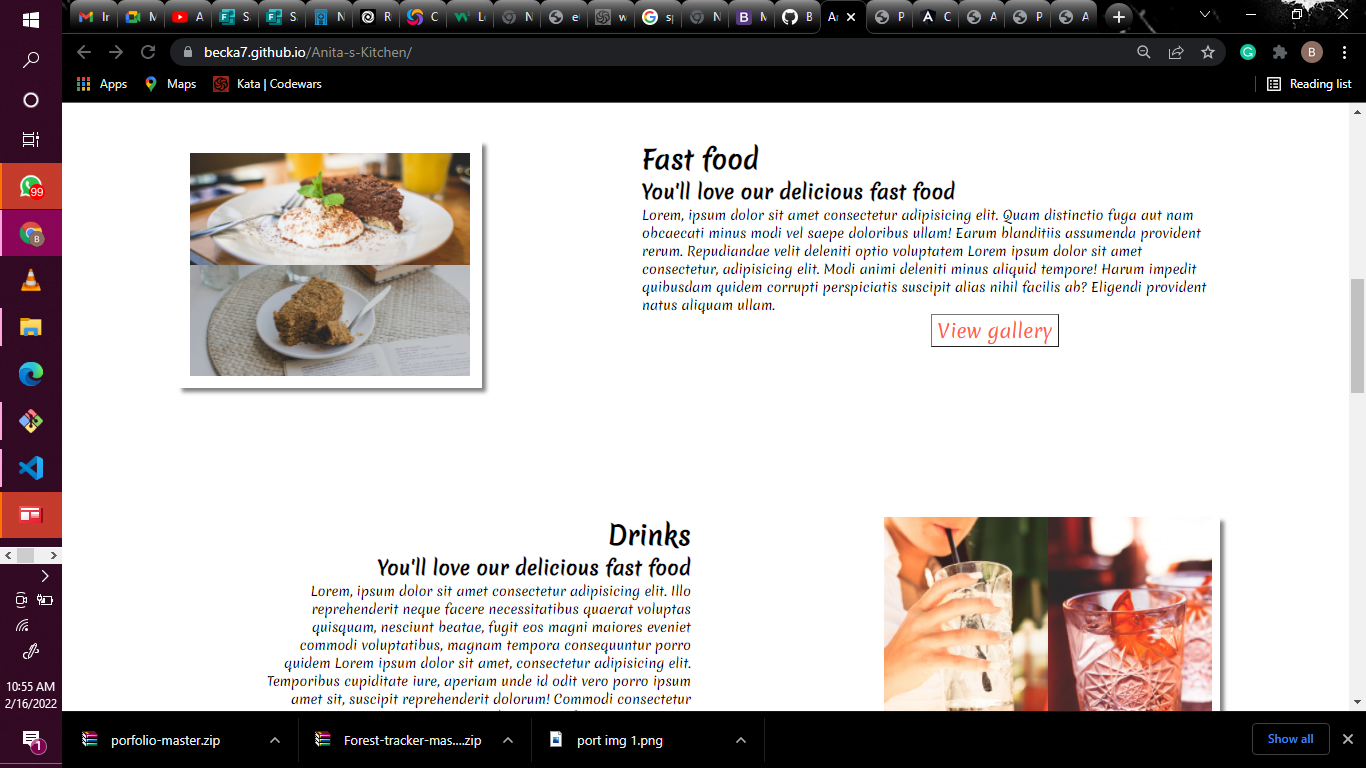 Ir
M
A
S
S
N
R
C
L
N
e
w
s
N
M
B
A
P
C
A
P
A
becka7.github.io/Anita-s-Kitchen/
B
Apps
Maps
Kata | Codewars
Reading list
99
B
Fast food
You'll love our delicious fast food
Lorem, ipsum dolor sit amet consectetur adipisicing elit. Quam distinctio fuga aut nam
obcaecati minus modi vel saepe doloribus ullam! Earum blanditiis assumenda provident
rerum. Repudiandae velit deleniti optio voluptatem Lorem ipsum dolor sit amet
consectetur, adipisicing elit. Modi animi deleniti minus aliquid tempore! Harum impedit
quibusdam quidem corrupti perspiciatis suscipit alias nihil facilis ab? Eligendi provident
natus aliquam ullam.
View gallery
Drinks
You'll love our delicious fast food
Lorem, ipsum dolor sit amet consectetur adipisicing elit. Illo
reprehenderit neque facere necessitatibus quaerat voluptas
quisquam, nesciunt beatae, fugit eos magni maiores eveniet
commodi voluptatibus, magnam tempora consequuntur porro
quidem Lorem ipsum dolor sit amet, consectetur adipisicing elit.
Temporibus cupiditate iure, aperiam unde id odit vero porro ipsum
amet sit, suscipit reprehenderit dolorum! Commodi consectetur
10:55 AM
2/16/2022
1
porfolio-master.zip
Forest-tracker-mas....zip
port img 1.png
Show all